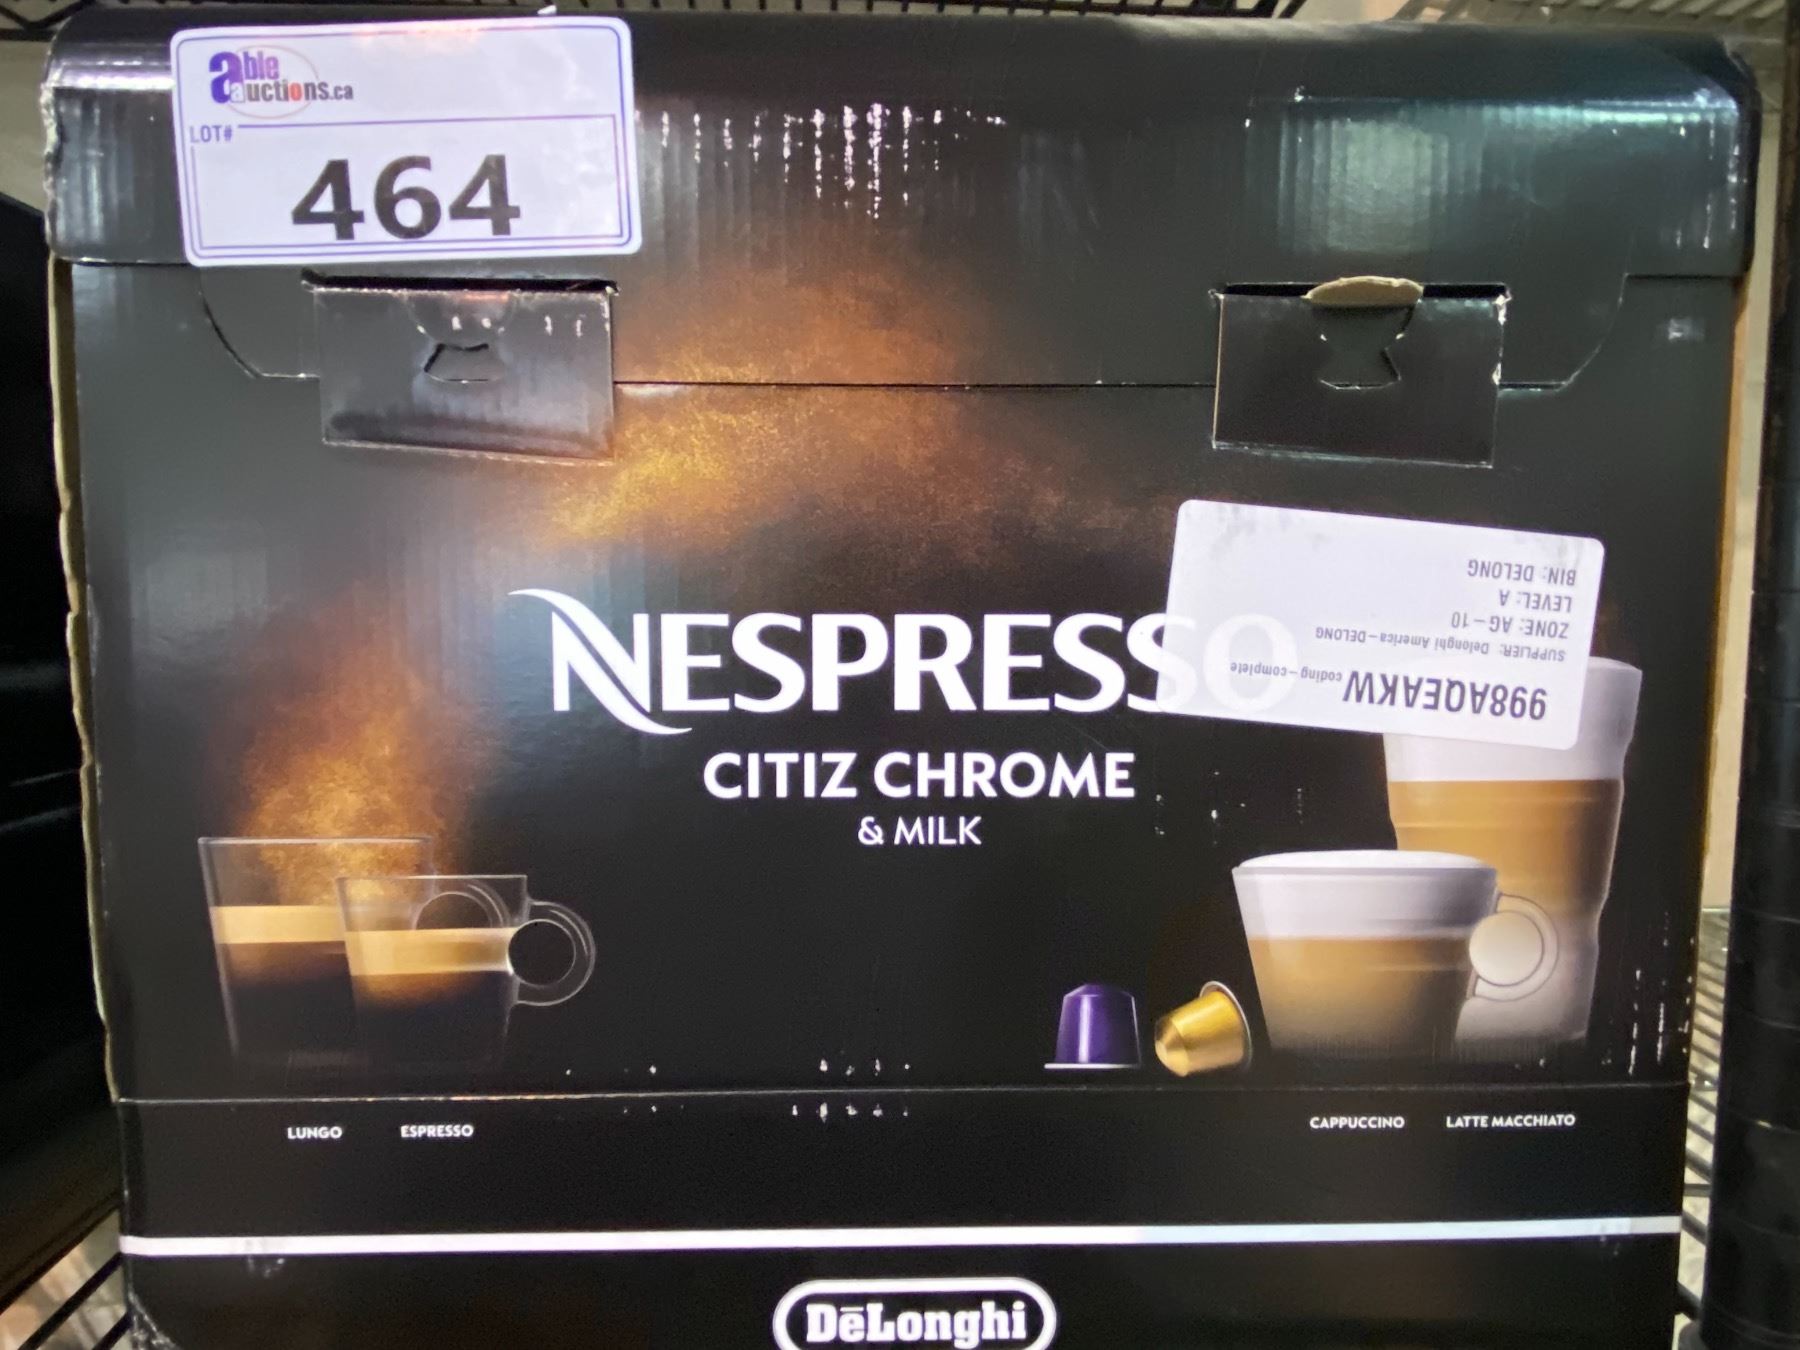 able
auctions.ca
LOT#
464
NESPRESSO
CITIZ CHROME
& MILK
998AQEAKW coding-complete
SUPPLIER: Delonghi America-DELONG
ZONE: AG-10
LEVEL: A
BIN: DELONG
LUNGO
ESPRESSO
CAPPUCCINO
LATTE MACCHIATO
DeLonghi